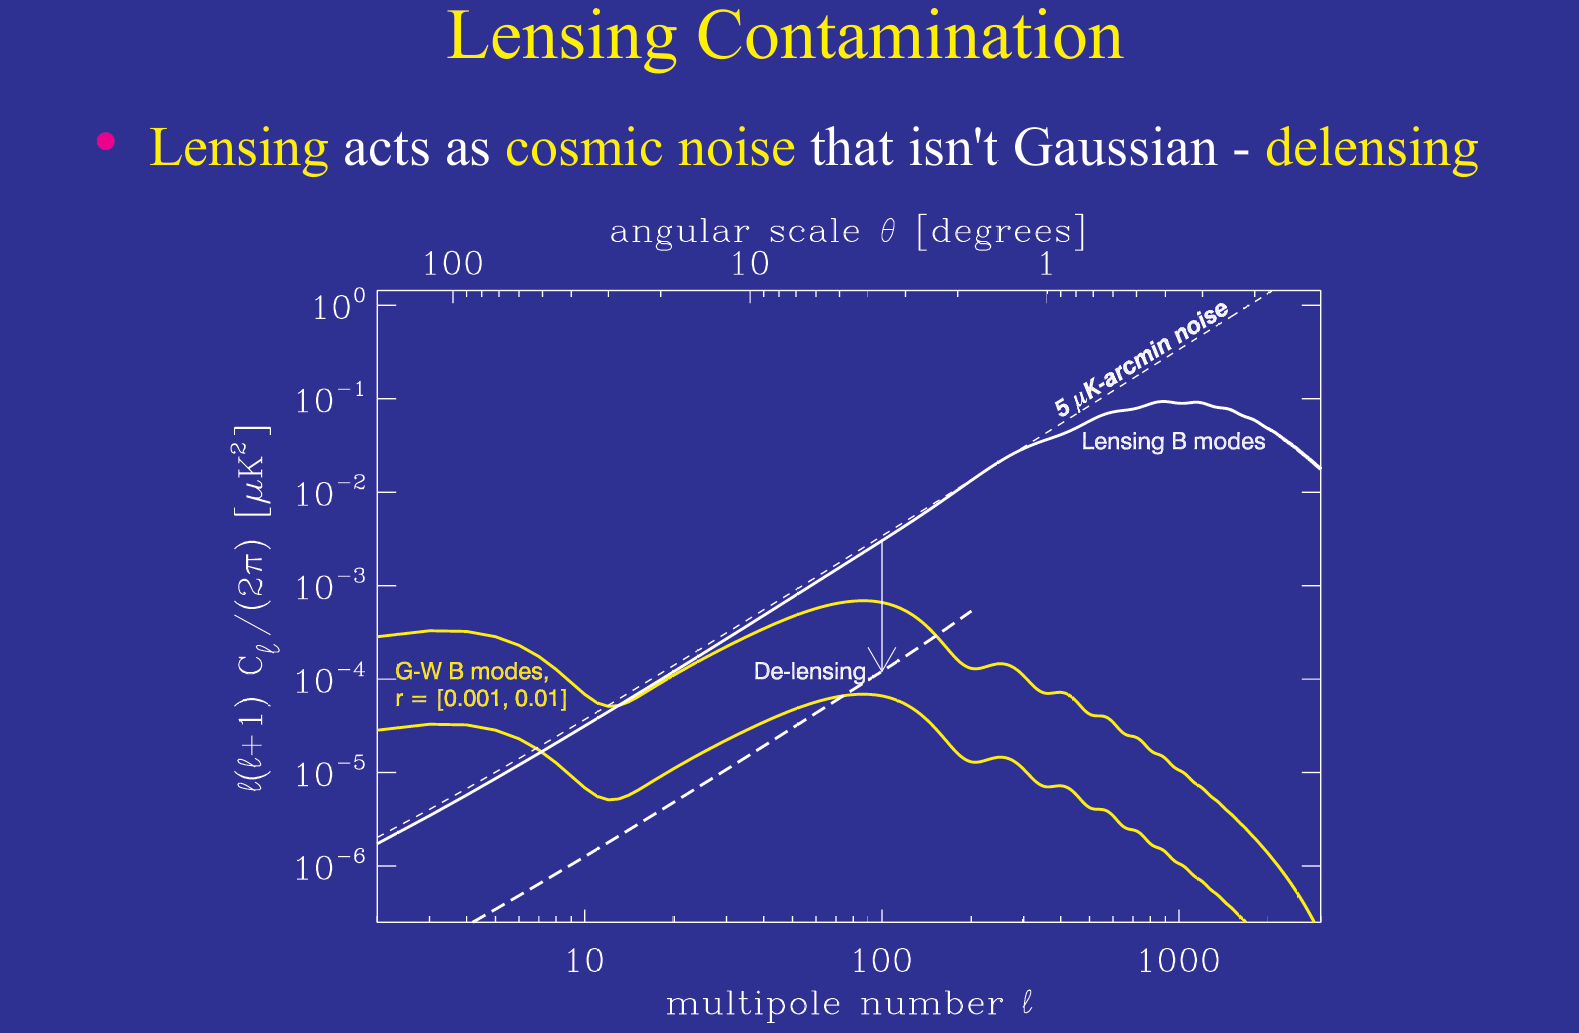 Lensing Contamination
• Lensing acts as cosmic noise that isn't Gaussian - delensing
angular scale θ [degrees]
100 10 1
10⁰
10⁻¹
10⁻²
10⁻³
10⁻⁴
10⁻⁵
10⁻⁶
ℓ(ℓ+1) C_ℓ/(2π) [μK²]
5 μK-arcmin noise
Lensing B modes
G-W B modes,
r = [0.001, 0.01]
De-lensing
10 100 1000
multipole number ℓ